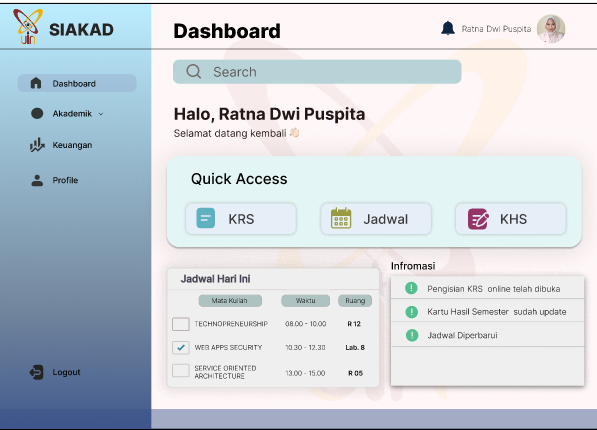 UIN
SIAKAD
Dashboard
Ratna Dwi Puspita
Dashboard
Akademik
Keuangan
Profile
Logout
Search
Halo, Ratna Dwi Puspita
Selamat datang kembali 👋🏻
Quick Access
KRS
Jadwal
KHS
Jadwal Hari Ini
Mata Kuliah Waktu Ruang
TECHNOPRENEURSHIP 08.00 - 10.00 R 12
WEB APPS SECURITY 10.30 - 12.30 Lab. 8
SERVICE ORIENTED
ARCHITECTURE 13.00 - 15.00 R 05
Infromasi
Pengisian KRS online telah dibuka
Kartu Hasil Semester sudah update
Jadwal Diperbarui